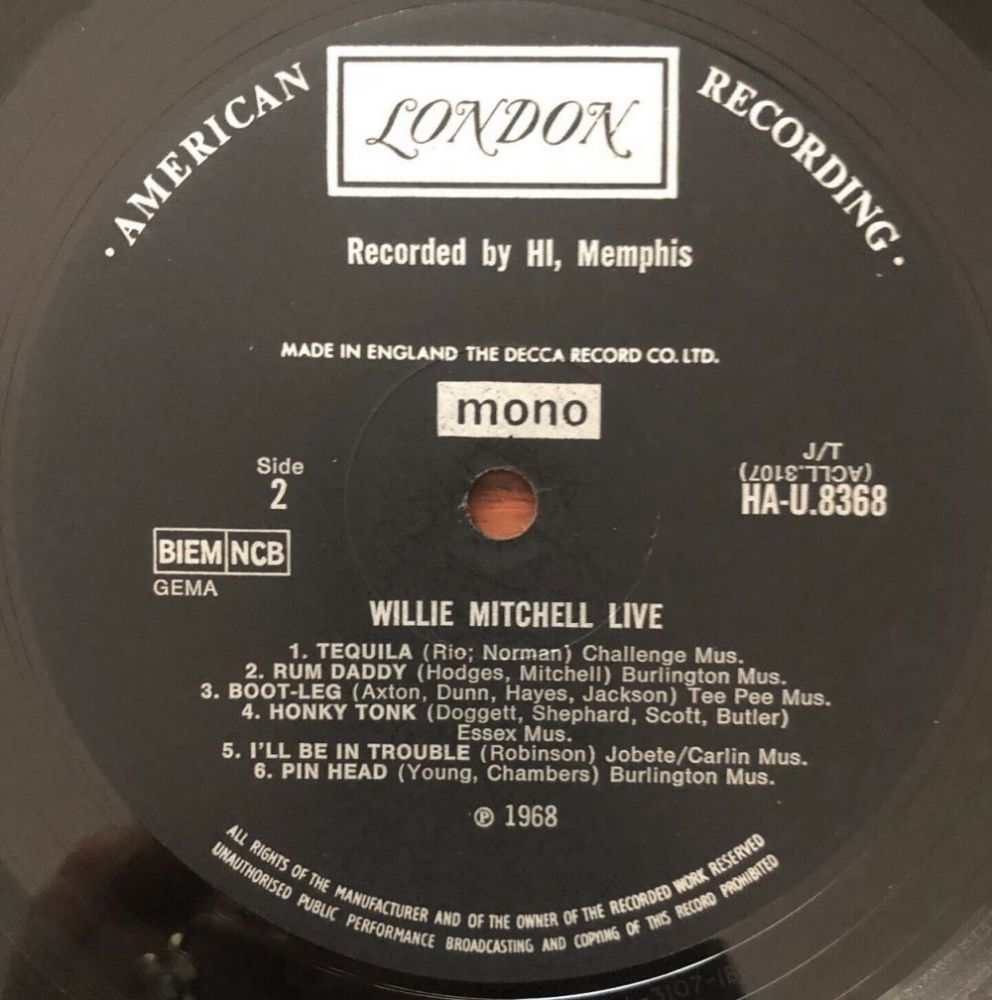 · AMERICAN RECORDING ·
LONDON
Recorded by HI, Memphis
MADE IN ENGLAND THE DECCA RECORD CO. LTD.
mono
Side
2
J/T
(ACLL.3107)
HA-U.8368
BIEM NCB
GEMA
WILLIE MITCHELL LIVE
1. TEQUILA (Rio; Norman) Challenge Mus.
2. RUM DADDY (Hodges, Mitchell) Burlington Mus.
3. BOOT-LEG (Axton, Dunn, Hayes, Jackson) Tee Pee Mus.
4. HONKY TONK (Doggett, Shephard, Scott, Butler)
Essex Mus.
5. I'LL BE IN TROUBLE (Robinson) Jobete/Carlin Mus.
6. PIN HEAD (Young, Chambers) Burlington Mus.
℗ 1968
ALL RIGHTS OF THE MANUFACTURER AND OF THE OWNER OF THE RECORDED WORK RESERVED
UNAUTHORISED PUBLIC PERFORMANCE BROADCASTING AND COPYING OF THIS RECORD PROHIBITED